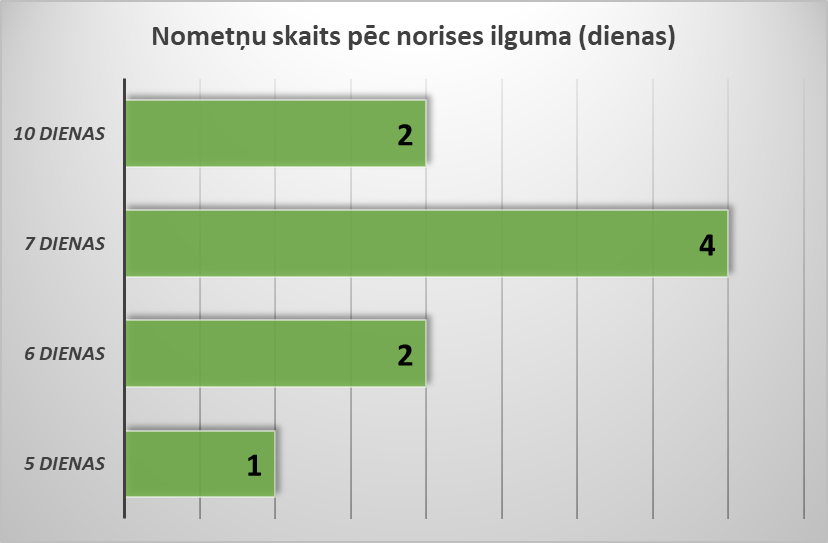 Nometņu skaits pēc norises ilguma (dienas)
10 DIENAS
2
7 DIENAS
4
6 DIENAS
2
5 DIENAS
1